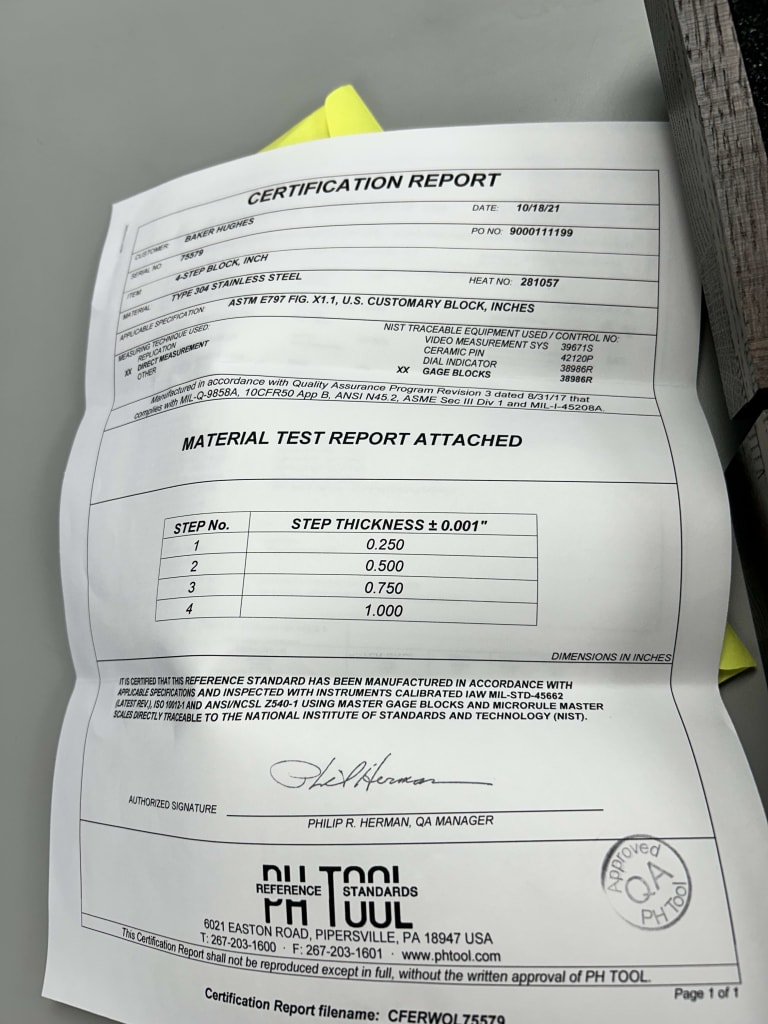 CERTIFICATION REPORT
CUSTOMER: BAKER HUGHES DATE: 10/18/21
SERIAL NO 75579 PO NO: 9000111199
ITEM 4-STEP BLOCK, INCH
MATERIAL TYPE 304 STAINLESS STEEL HEAT NO: 281057
APPLICABLE SPECIFICATION: ASTM E797 FIG. X1.1, U.S. CUSTOMARY BLOCK, INCHES
MEASURING TECHNIQUE USED: NIST TRACEABLE EQUIPMENT USED / CONTROL NO:
REPLICATION VIDEO MEASUREMENT SYS 39671S
XX DIRECT MEASUREMENT CERAMIC PIN 42120P
OTHER DIAL INDICATOR 38986R
XX GAGE BLOCKS 38986R
Manufactured in accordance with Quality Assurance Program Revision 3 dated 8/31/17 that
complies with MIL-Q-9858A, 10CFR50 App B, ANSI N45.2, ASME Sec III Div 1 and MIL-I-45208A.
MATERIAL TEST REPORT ATTACHED
STEP No. STEP THICKNESS ± 0.001"
1 0.250
2 0.500
3 0.750
4 1.000
DIMENSIONS IN INCHES
IT IS CERTIFIED THAT THIS REFERENCE STANDARD HAS BEEN MANUFACTURED IN ACCORDANCE WITH
APPLICABLE SPECIFICATIONS AND INSPECTED WITH INSTRUMENTS CALIBRATED IAW MIL-STD-45662
(LATEST REV.), ISO 10012-1 AND ANSI/NCSL Z540-1 USING MASTER GAGE BLOCKS AND MICRORULE MASTER
SCALES DIRECTLY TRACEABLE TO THE NATIONAL INSTITUTE OF STANDARDS AND TECHNOLOGY (NIST).
Phil Herman
AUTHORIZED SIGNATURE
PHILIP R. HERMAN, QA MANAGER
PH TOOL
REFERENCE STANDARDS
Approved
QA
PH Tool
6021 EASTON ROAD, PIPERSVILLE, PA 18947 USA
T: 267-203-1600 · F: 267-203-1601 · www.phtool.com
This Certification Report shall not be reproduced except in full, without the written approval of PH TOOL.
Page 1 of 1
Certification Report filename: CFERWOL75579